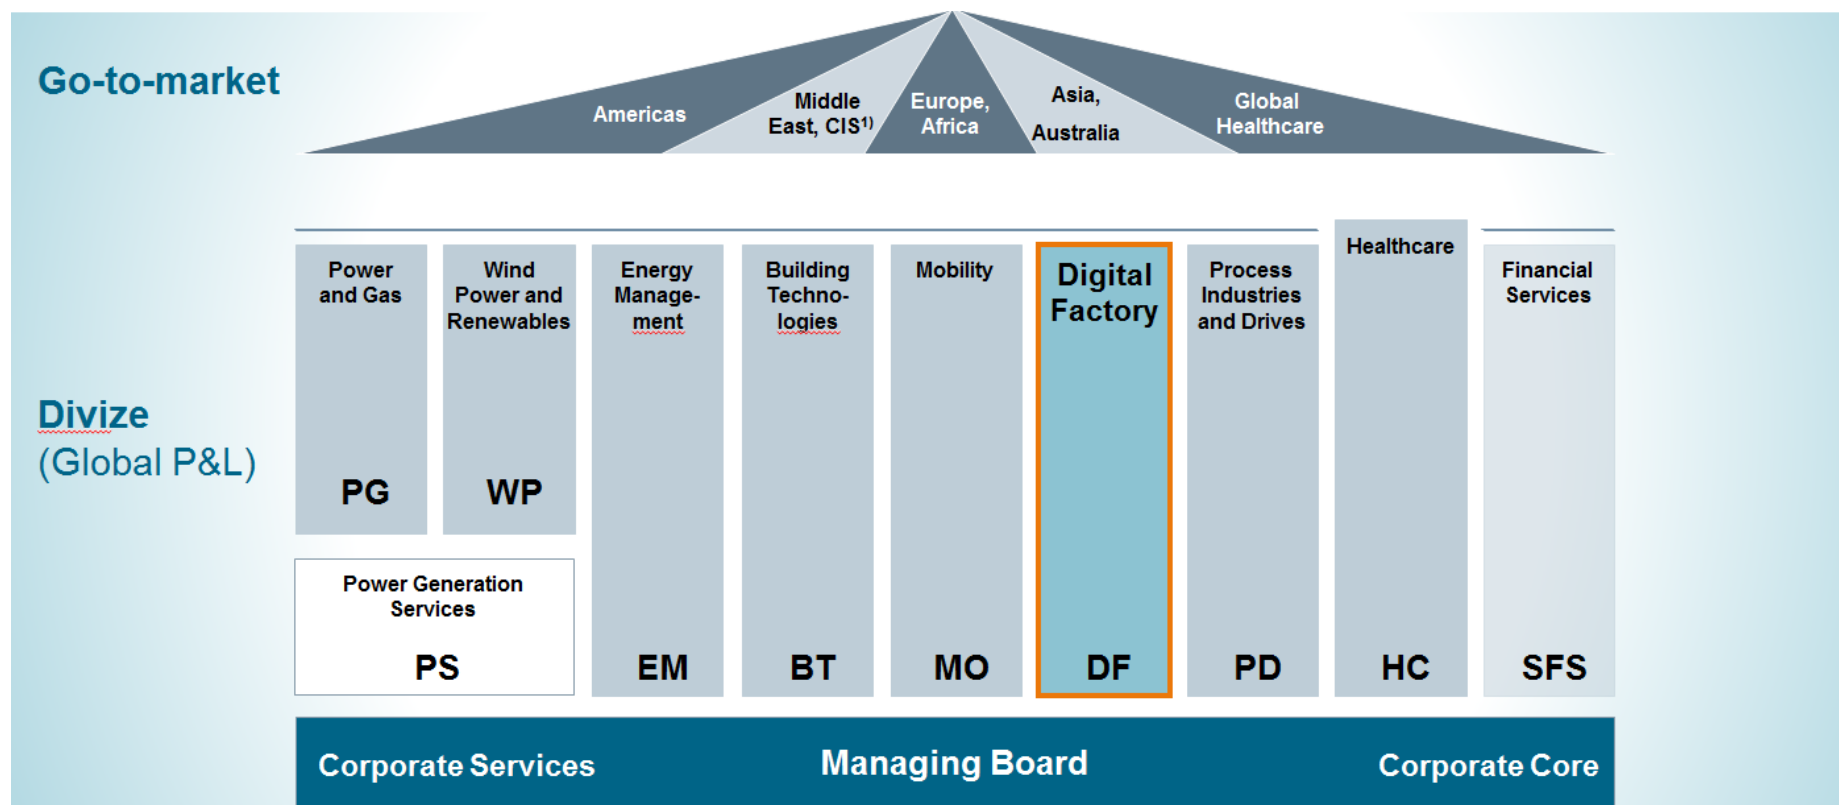 Go-to-market
Americas
Middle
East, CIS1)
Europe,
Africa
Asia,
Australia
Global
Healthcare
Divize
(Global P&L)
Power
and Gas
PG
Wind
Power and
Renewables
WP
Power Generation
Services
PS
Energy
Manage-
ment
EM
Building
Techno-
logies
BT
Mobility
MO
Digital
Factory
DF
Process
Industries
and Drives
PD
Healthcare
HC
Financial
Services
SFS
Corporate Services
Managing Board
Corporate Core